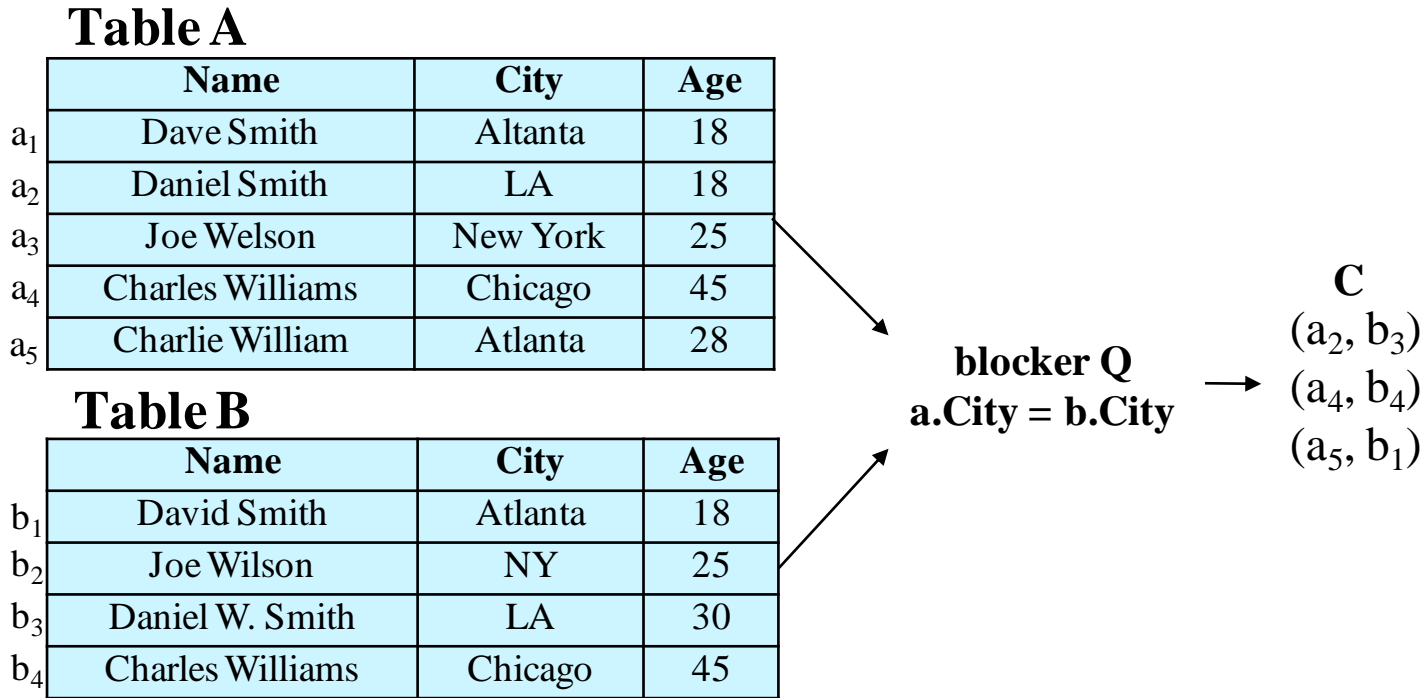 Table A
Name City Age
a1 Dave Smith Altanta 18
a2 Daniel Smith LA 18
a3 Joe Welson New York 25
a4 Charles Williams Chicago 45
a5 Charlie William Atlanta 28
Table B
Name City Age
b1 David Smith Atlanta 18
b2 Joe Wilson NY 25
b3 Daniel W. Smith LA 30
b4 Charles Williams Chicago 45
blocker Q
a.City = b.City
C
(a2, b3)
(a4, b4)
(a5, b1)